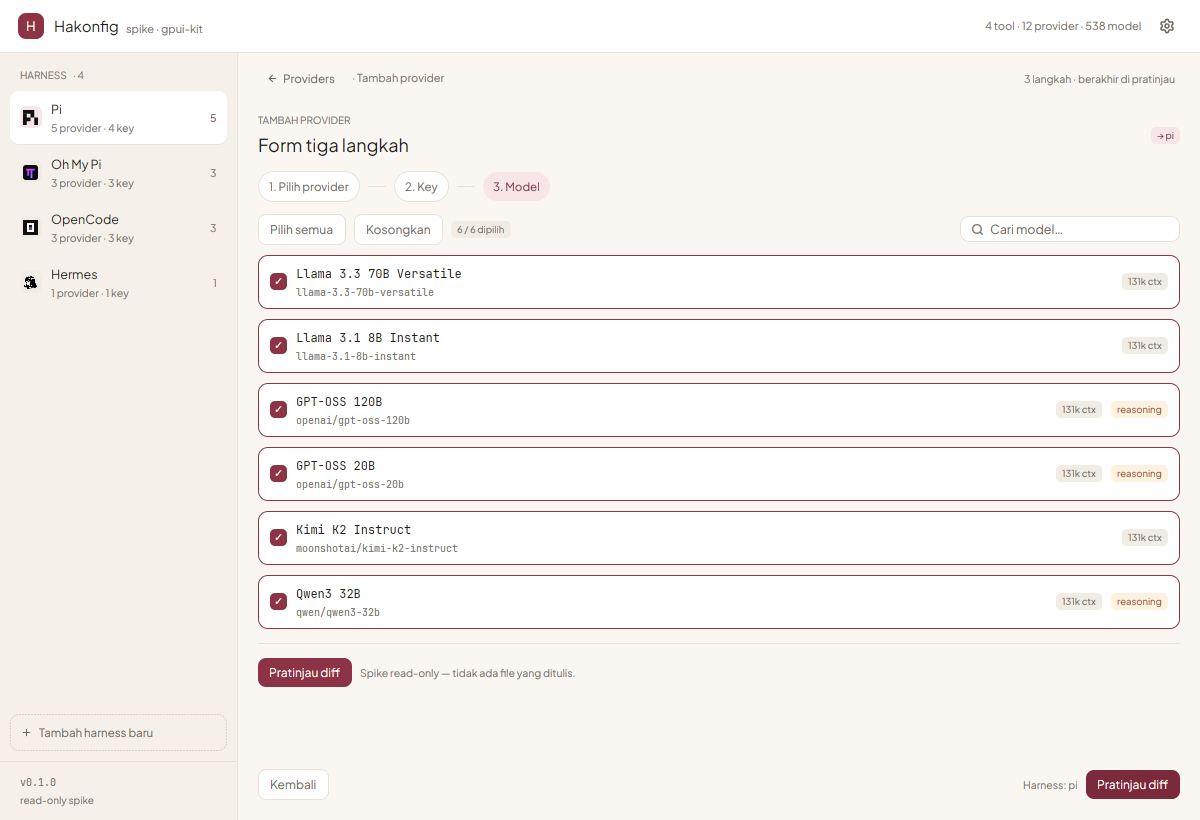 H Hakonfig spike · gpui-kit
4 tool · 12 provider · 538 model
HARNESS · 4
Pi
5 provider · 4 key
5
Oh My Pi
3 provider · 3 key
3
OpenCode
3 provider · 3 key
3
Hermes
1 provider · 1 key
1
+ Tambah harness baru
v0.1.0
read-only spike
← Providers · Tambah provider
3 langkah · berakhir di pratinjau
TAMBAH PROVIDER
Form tiga langkah
→ pi
1. Pilih provider
2. Key
3. Model
Pilih semua
Kosongkan
6/6 dipilih
Cari model...
Llama 3.3 70B Versatile
llama-3.3-70b-versatile
131k ctx
Llama 3.1 8B Instant
llama-3.1-8b-instant
131k ctx
GPT-OSS 120B
openai/gpt-oss-120b
131k ctx reasoning
GPT-OSS 20B
openai/gpt-oss-20b
131k ctx reasoning
Kimi K2 Instruct
moonshotai/kimi-k2-instruct
131k ctx
Qwen3 32B
qwen/qwen3-32b
131k ctx reasoning
Pratinjau diff
Spike read-only — tidak ada file yang ditulis.
Kembali
Harness: pi
Pratinjau diff